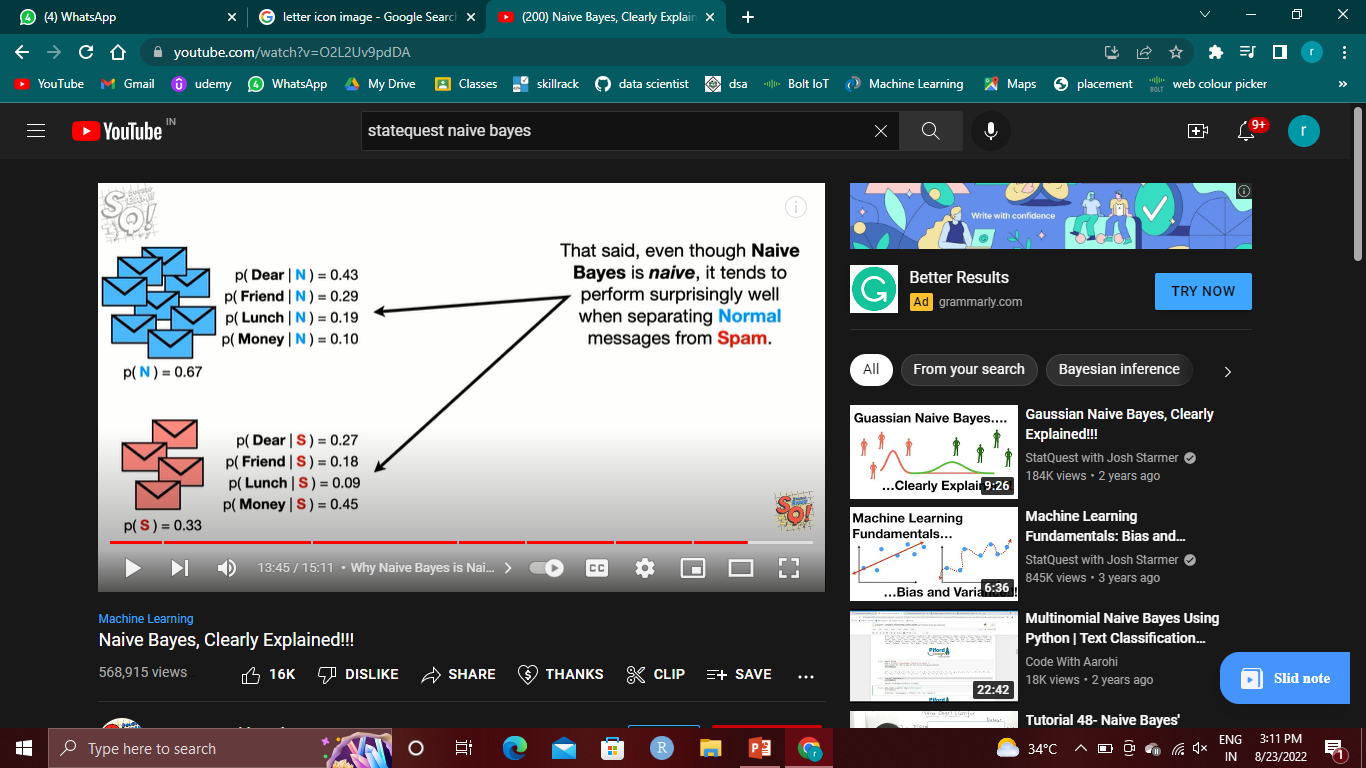 (4) WhatsApp
letter icon image - Google Search
(200) Naive Bayes, Clearly Explain
youtube.com/watch?v=O2L2Uv9pdDA
r
YouTube
Gmail
udemy
WhatsApp
My Drive
Classes
skillrack
data scientist
dsa
Bolt IoT
Machine Learning
Maps
placement
BOLT
web colour picker
»
YouTube IN
statequest naive bayes
9+
r
SQ!
p( Dear | N ) = 0.43
p( Friend | N ) = 0.29
p( Lunch | N ) = 0.19
p( Money | N ) = 0.10
p( N ) = 0.67
That said, even though Naive
Bayes is naive, it tends to
perform surprisingly well
when separating Normal
messages from Spam.
p( Dear | S ) = 0.27
p( Friend | S ) = 0.18
p( Lunch | S ) = 0.09
p( Money | S ) = 0.45
p( S ) = 0.33
SQ!
13:45 / 15:11 • Why Naive Bayes is Nai...
CC
Machine Learning
Naive Bayes, Clearly Explained!!!
568,915 views
16K
DISLIKE
SHARE
THANKS
CLIP
SAVE
Write with confidence
Better Results
Ad grammarly.com
TRY NOW
All
From your search
Bayesian inference
Guassian Naive Bayes….
…Clearly Explain
9:26
Gaussian Naive Bayes, Clearly
Explained!!!
StatQuest with Josh Starmer
184K views • 2 years ago
Machine Learning
Fundamentals…
…Bias and Variance!!
6:36
Machine Learning
Fundamentals: Bias and...
StatQuest with Josh Starmer
845K views • 3 years ago
22:42
Multinomial Naive Bayes Using
Python | Text Classification...
Code With Aarohi
18K views • 2 years ago
Slid note
Tutorial 48- Naive Bayes'
Type here to search
R
34°C
ENG
IN
3:11 PM
8/23/2022
1